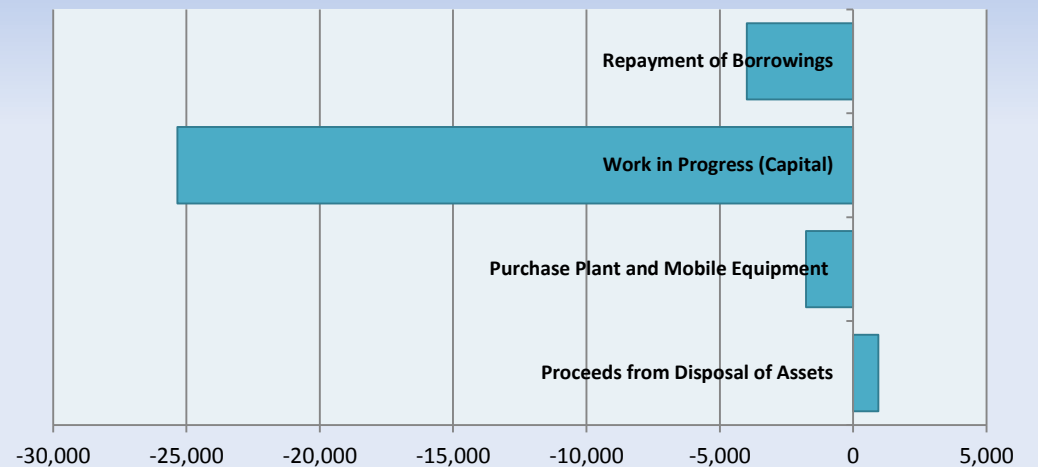 Repayment of Borrowings
Work in Progress (Capital)
Purchase Plant and Mobile Equipment
Proceeds from Disposal of Assets
-30,000 -25,000 -20,000 -15,000 -10,000 -5,000 0 5,000